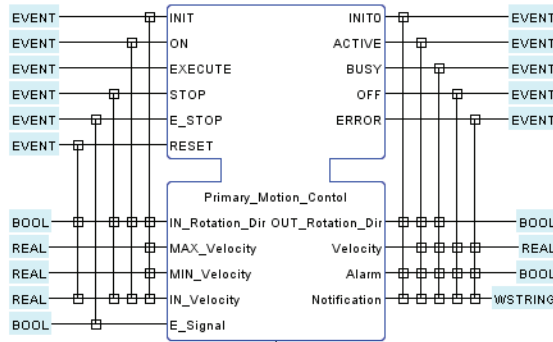 EVENT INIT INITO EVENT
EVENT ON ACTIVE EVENT
EVENT EXECUTE BUSY EVENT
EVENT STOP OFF EVENT
EVENT E_STOP ERROR EVENT
EVENT RESET
Primary_Motion_Contol
BOOL IN_Rotation_Dir OUT_Rotation_Dir BOOL
REAL MAX_Velocity Velocity REAL
REAL MIN_Velocity Alarm BOOL
REAL IN_Velocity Notification WSTRING
BOOL E_Signal